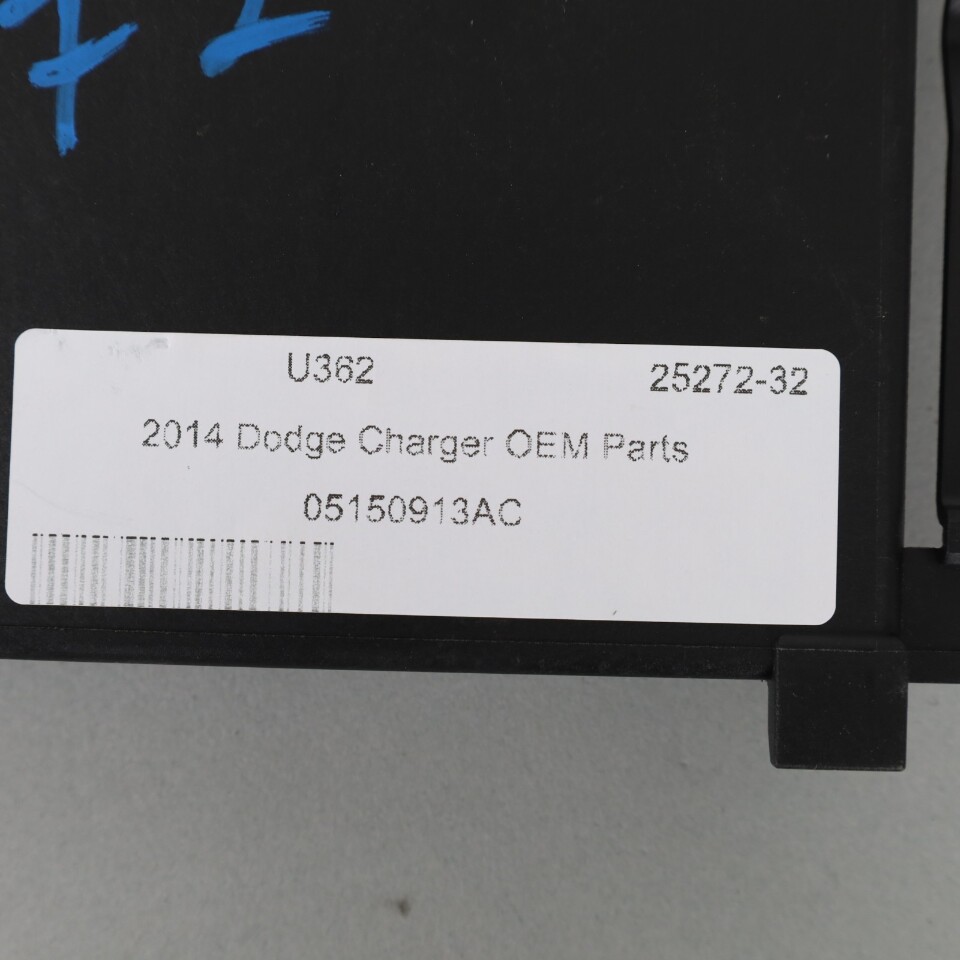 U362 25272-32
2014 Dodge Charger OEM Parts
05150913AC